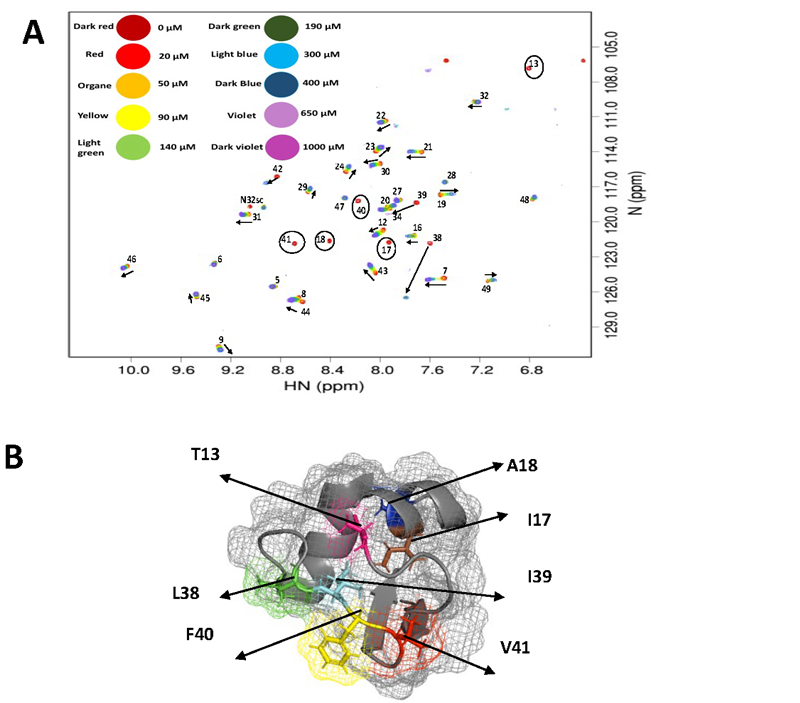 A
Dark red 0 µM Dark green 190 µM
Red 20 µM Light blue 300 µM
Organe 50 µM Dark Blue 400 µM
Yellow 90 µM Violet 650 µM
Light green 140 µM Dark violet 1000 µM
13
32
22
23
21
30
24
42
29
28
27
47
40
20
39
19
34
48
N32sc
31
12
16
41
18
17
38
46
6
43
7
49
5
45
8
44
9
105.0
108.0
111.0
114.0
117.0
120.0
123.0
126.0
129.0
N (ppm)
10.0 9.6 9.2 8.8 8.4 8.0 7.6 7.2 6.8
HN (ppm)
B
T13
A18
I17
L38
I39
F40
V41